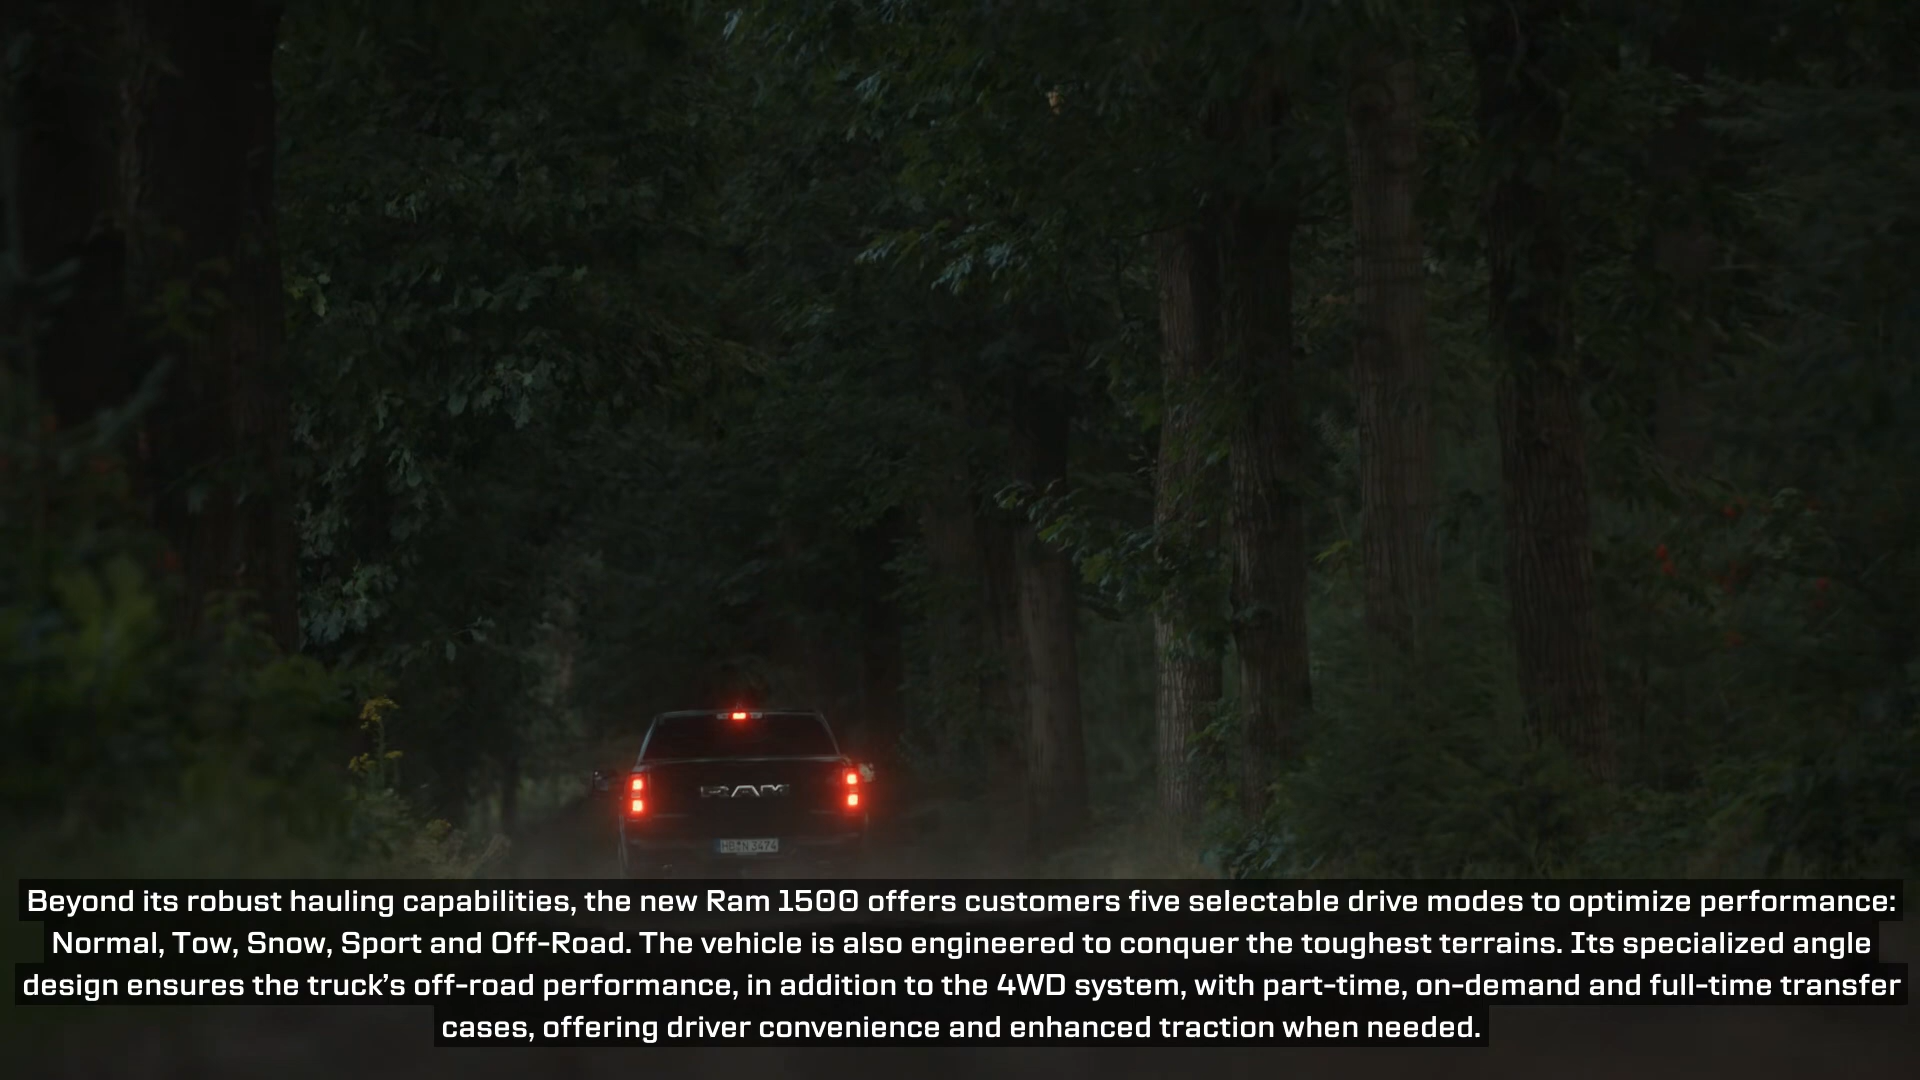 RAM
HB:N 3474
Beyond its robust hauling capabilities, the new Ram 1500 offers customers five selectable drive modes to optimize performance:
Normal, Tow, Snow, Sport and Off-Road. The vehicle is also engineered to conquer the toughest terrains. Its specialized angle
design ensures the truck’s off-road performance, in addition to the 4WD system, with part-time, on-demand and full-time transfer
cases, offering driver convenience and enhanced traction when needed.